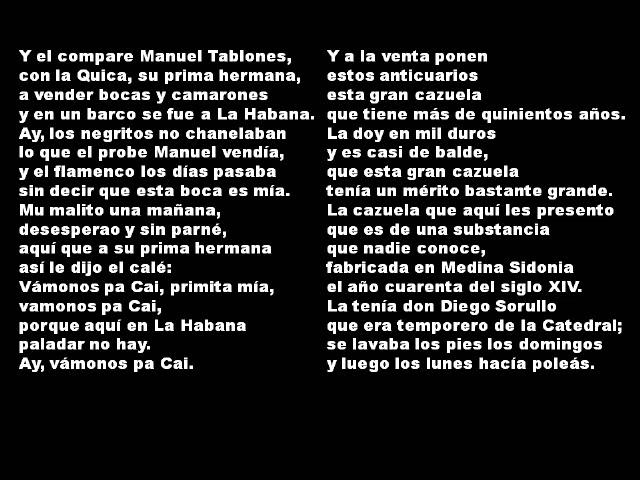 Y el compare Manuel Tablones,
con la Quica, su prima hermana,
a vender bocas y camarones
y en un barco se fue a La Habana.
Ay, los negritos no chanelaban
lo que el probe Manuel vendía,
y el flamenco los días pasaba
sin decir que esta boca es mía.
Mu malito una mañana,
desesperao y sin parné,
aquí que a su prima hermana
así le dijo el calé:
Vámonos pa Cai, primita mía,
vamonos pa Cai,
porque aquí en La Habana
paladar no hay.
Ay, vámonos pa Cai.
Y a la venta ponen
estos anticuarios
esta gran cazuela
que tiene más de quinientos años.
La doy en mil duros
y es casi de balde,
que esta gran cazuela
tenía un mérito bastante grande.
La cazuela que aquí les presento
que es de una substancia
que nadie conoce,
fabricada en Medina Sidonia
el año cuarenta del siglo XIV.
La tenía don Diego Sorullo
que era temporero de la Catedral;
se lavaba los pies los domingos
y luego los lunes hacía poleás.